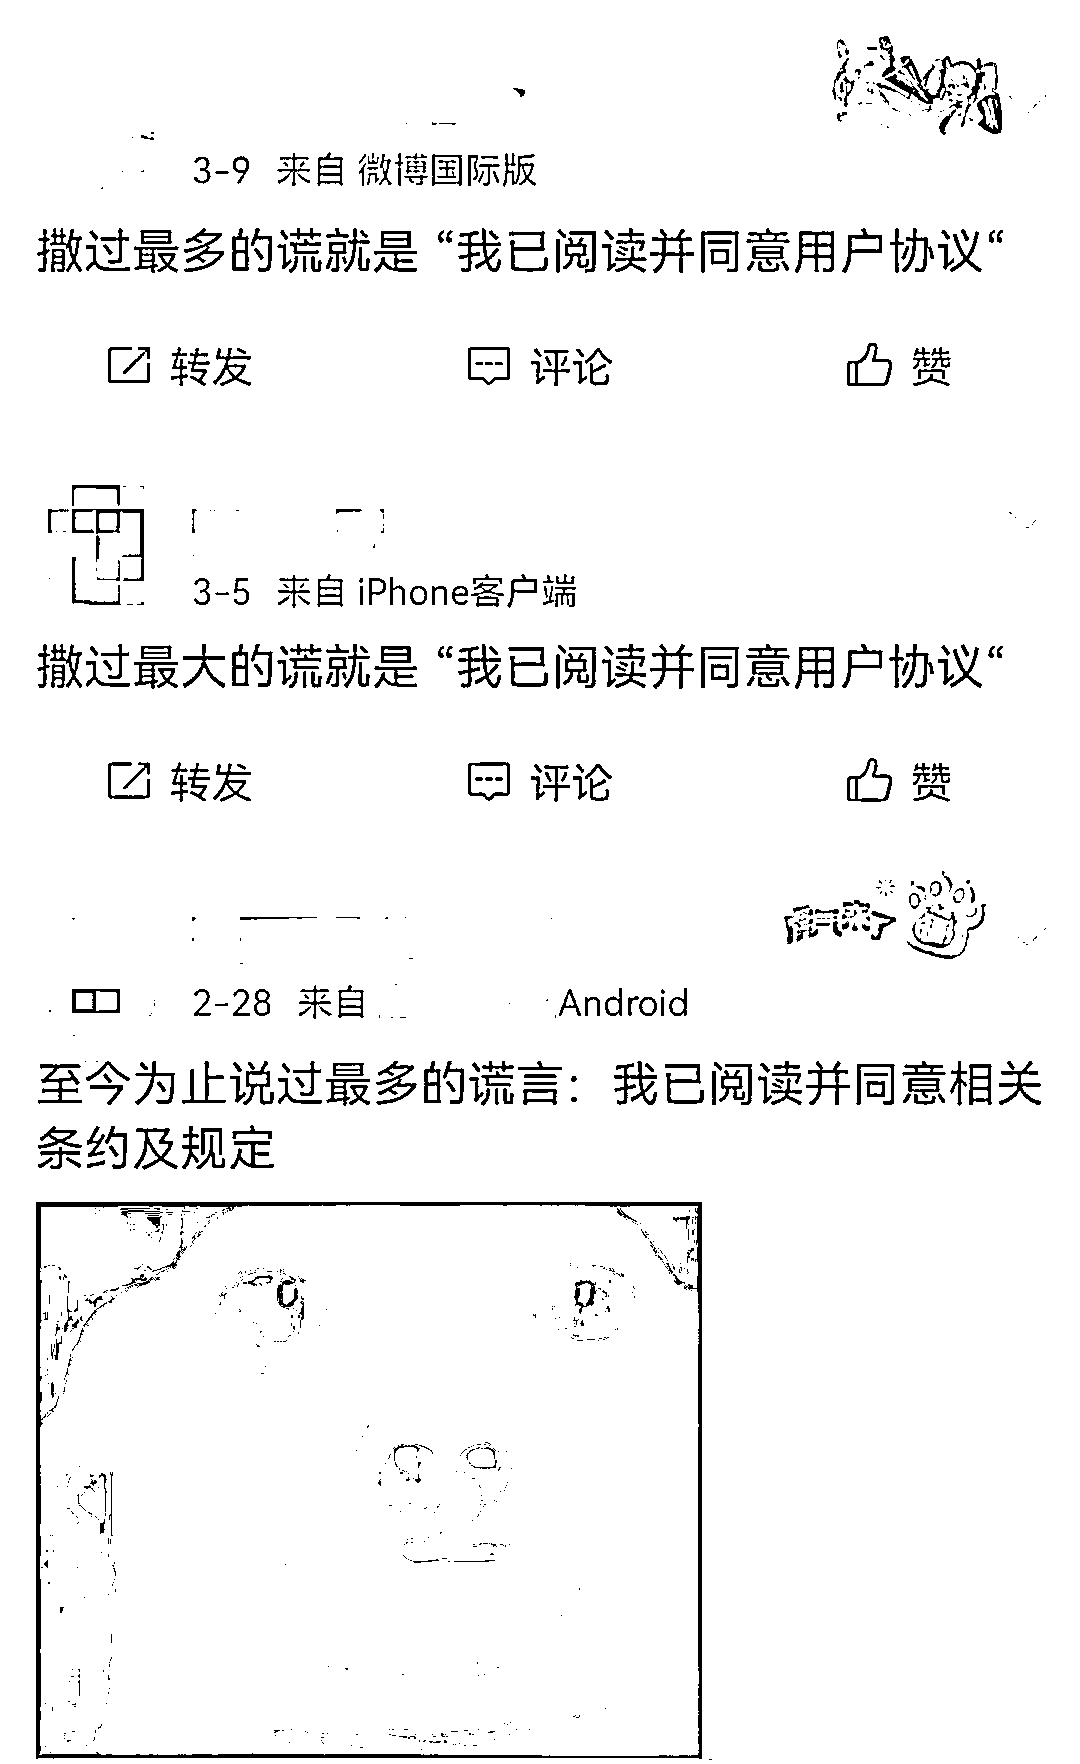 3-9 来自 微博国际版
撒过最多的谎就是 “我已阅读并同意用户协议“
转发 评论 赞
3-5 来自 iPhone客户端
撒过最大的谎就是 “我已阅读并同意用户协议“
转发 评论 赞
2-28 来自 Android
至今为止说过最多的谎言：我已阅读并同意相关
条约及规定